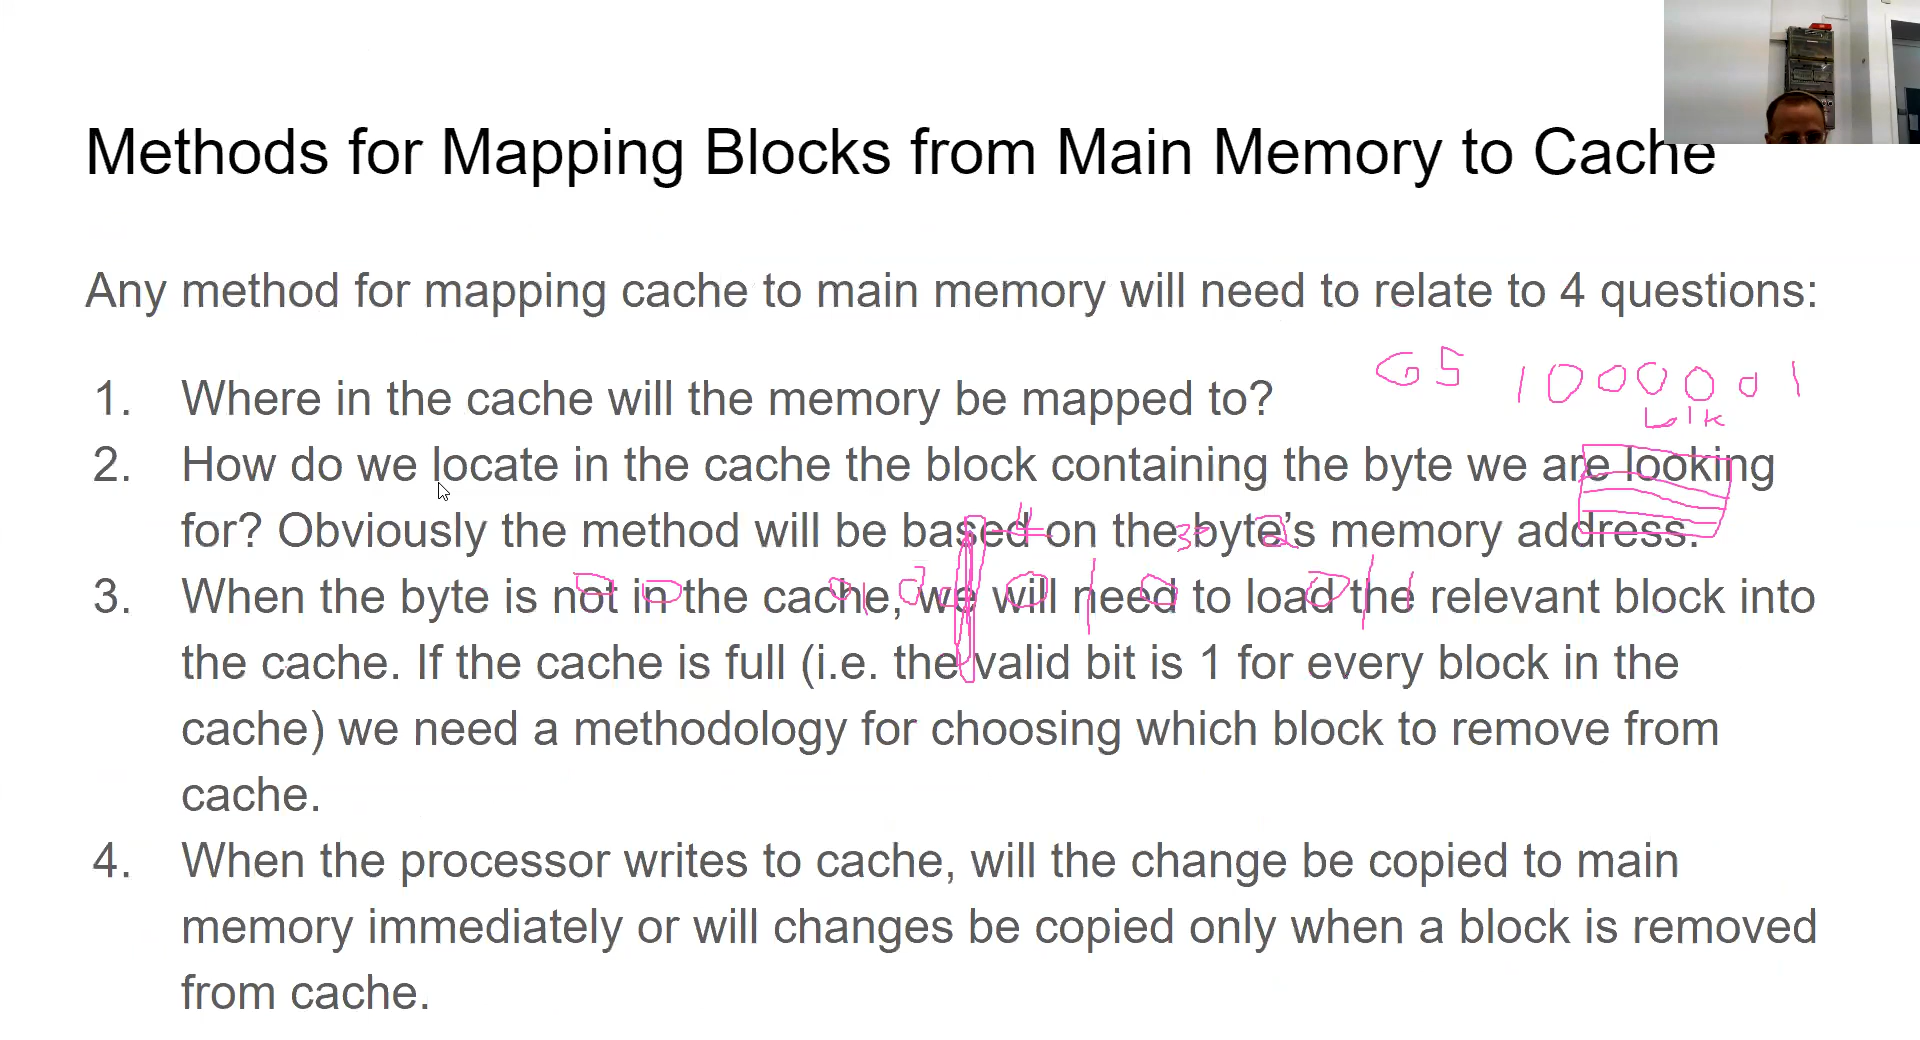 Methods for Mapping Blocks from Main Memory to Cache
Any method for mapping cache to main memory will need to relate to 4 questions:
65 1000001
blk
1. Where in the cache will the memory be mapped to?
2. How do we locate in the cache the block containing the byte we are looking
for? Obviously the method will be based on the byte's memory address.
3. When the byte is not in the cache, we will need to load the relevant block into
the cache. If the cache is full (i.e. the valid bit is 1 for every block in the
cache) we need a methodology for choosing which block to remove from
cache.
4. When the processor writes to cache, will the change be copied to main
memory immediately or will changes be copied only when a block is removed
from cache.